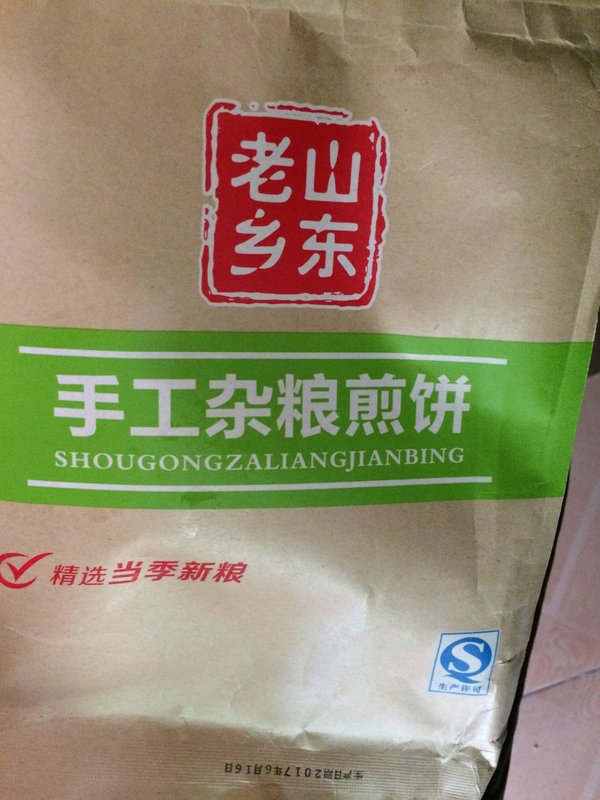 山东
老乡
手工杂粮煎饼
SHOUGONGZALIANGJIANBING
精选当季新粮
生产许可
生产日期2017年6月16日